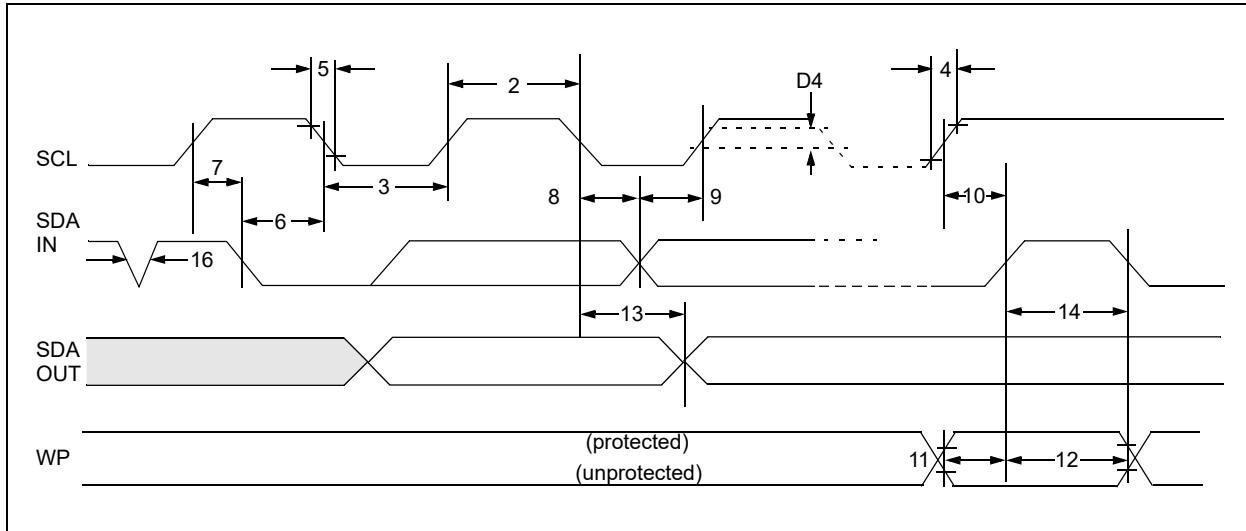 5
2
D4
4
SCL
7
3
8
9
10
6
SDA
IN
16
13
14
SDA
OUT
WP
(protected)
(unprotected)
11
12